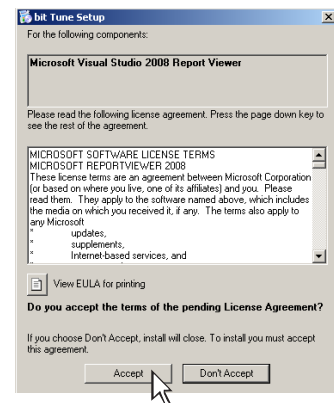 bit Tune Setup
For the following components:
Microsoft Visual Studio 2008 Report Viewer
Please read the following license agreement. Press the page down key to
see the rest of the agreement.
MICROSOFT SOFTWARE LICENSE TERMS
MICROSOFT REPORTVIEWER 2008
These license terms are an agreement between Microsoft Corporation
(or based on where you live, one of its affiliates) and you. Please
read them. They apply to the software named above, which includes
the media on which you received it, if any. The terms also apply to
any Microsoft
" updates,
" supplements,
" Internet-based services, and
View EULA for printing
Do you accept the terms of the pending License Agreement?
If you choose Don't Accept, install will close. To install you must accept
this agreement.
Accept Don't Accept